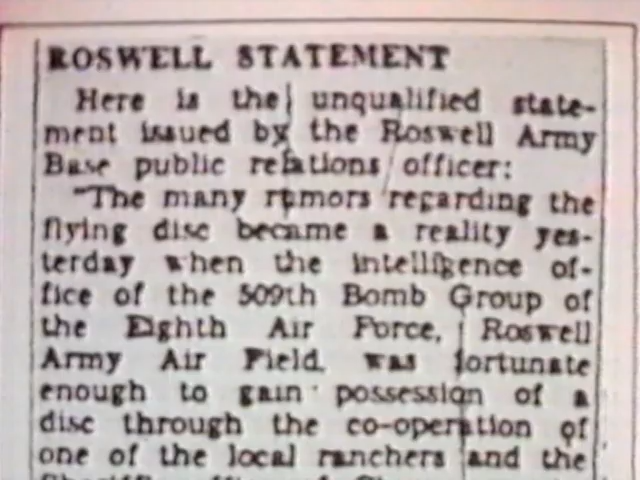 ROSWELL STATEMENT
Here is the unqualified state-
ment issued by the Roswell Army
Base public relations officer:
"The many rumors regarding the
flying disc became a reality yes-
terday when the intelligence of-
fice of the 509th Bomb Group of
the Eighth Air Force, Roswell
Army Air Field, was fortunate
enough to gain possession of a
disc through the co-operation of
one of the local ranchers and the